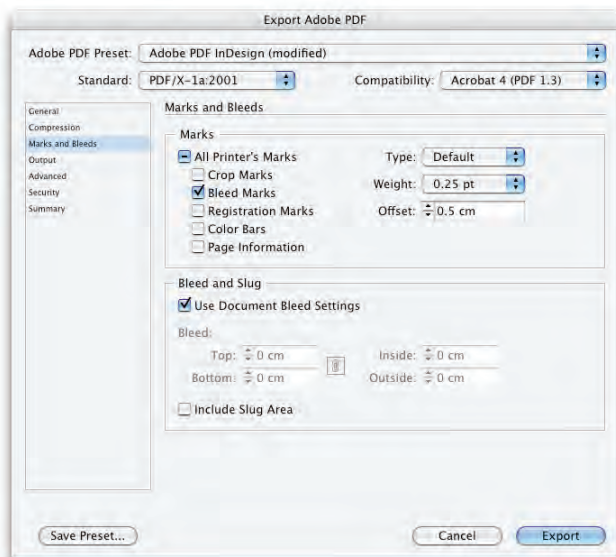 Export Adobe PDF
Adobe PDF Preset: Adobe PDF InDesign (modified)
Standard: PDF/X-1a:2001 Compatibility: Acrobat 4 (PDF 1.3)
General
Compression
Marks and Bleeds
Output
Advanced
Security
Summary
Marks and Bleeds
Marks
All Printer's Marks
Crop Marks
Bleed Marks
Registration Marks
Color Bars
Page Information
Type: Default
Weight: 0.25 pt
Offset: 0.5 cm
Bleed and Slug
Use Document Bleed Settings
Bleed:
Top: 0 cm Inside: 0 cm
Bottom: 0 cm Outside: 0 cm
Include Slug Area
Save Preset... Cancel Export